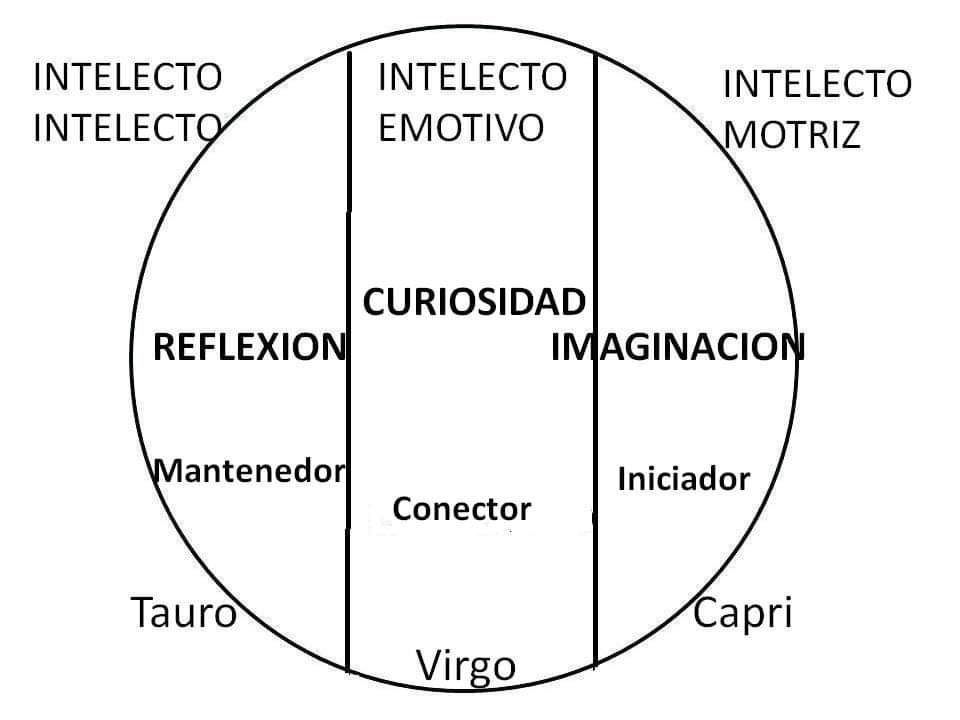 INTELECTO
INTELECTO
INTELECTO
EMOTIVO
INTELECTO
MOTRIZ
CURIOSIDAD
REFLEXION
IMAGINACION
Mantenedor
Conector
Iniciador
Tauro
Virgo
Capri